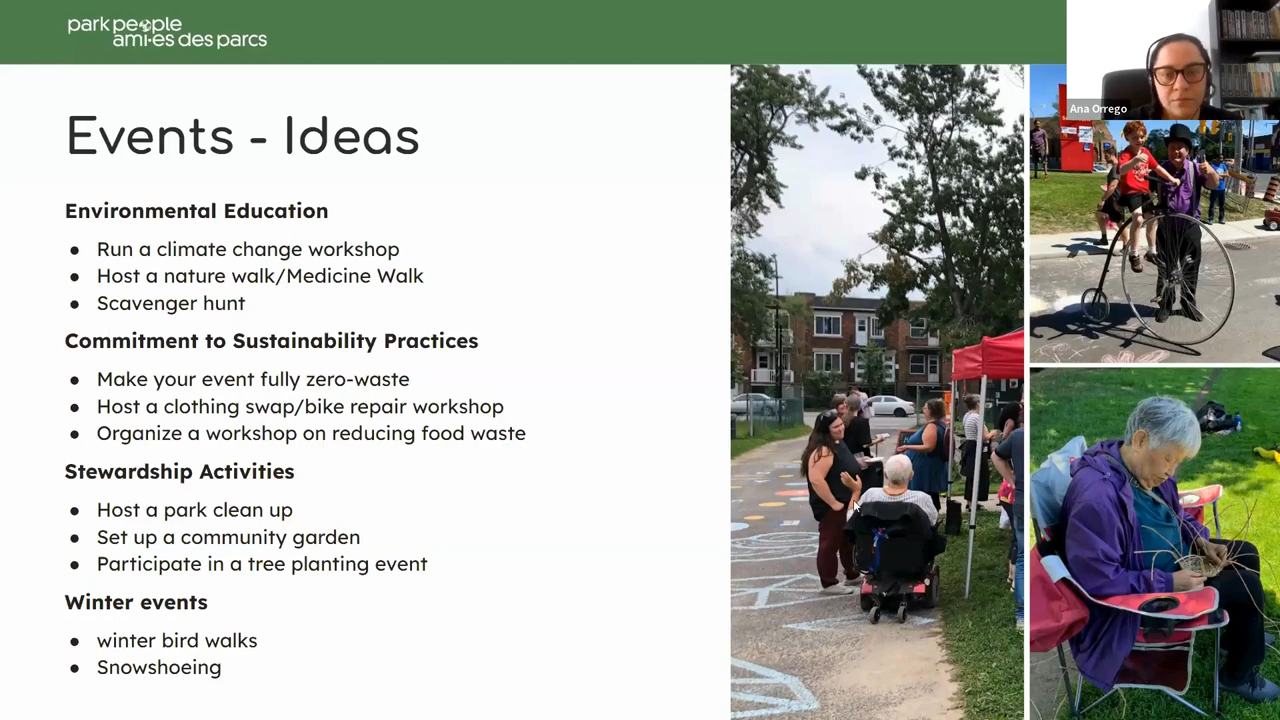 park people
ami·es des parcs
Ana Orrego
Events - Ideas
Environmental Education
● Run a climate change workshop
● Host a nature walk/Medicine Walk
● Scavenger hunt
Commitment to Sustainability Practices
● Make your event fully zero-waste
● Host a clothing swap/bike repair workshop
● Organize a workshop on reducing food waste
Stewardship Activities
● Host a park clean up
● Set up a community garden
● Participate in a tree planting event
Winter events
● winter bird walks
● Snowshoeing